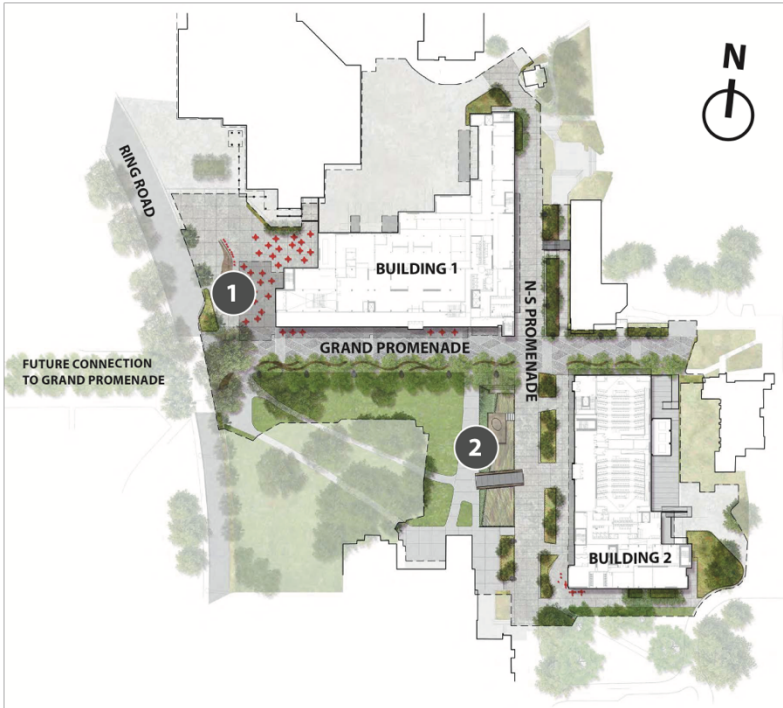 N
RING ROAD
BUILDING 1
1
N-S PROMENADE
GRAND PROMENADE
FUTURE CONNECTION
TO GRAND PROMENADE
2
BUILDING 2